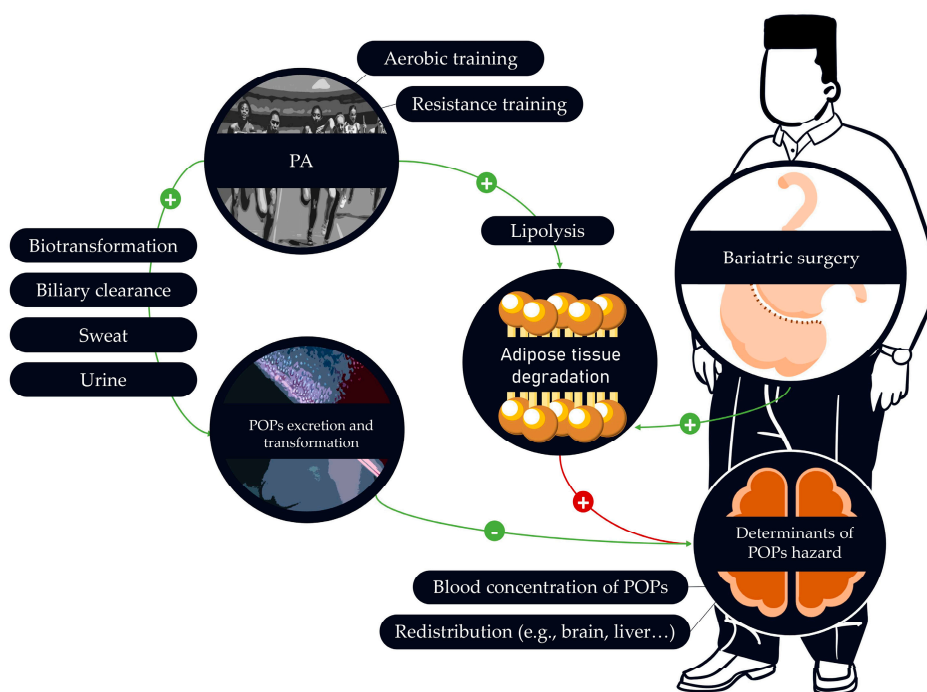 Aerobic training
Resistance training
PA
+
+
Lipolysis
Biotransformation
Biliary clearance
Sweat
Urine
Bariatric surgery
Adipose tissue
degradation
+
POPs excretion and
transformation
+
-
Determinants of
POPs hazard
Blood concentration of POPs
Redistribution (e.g., brain, liver…)